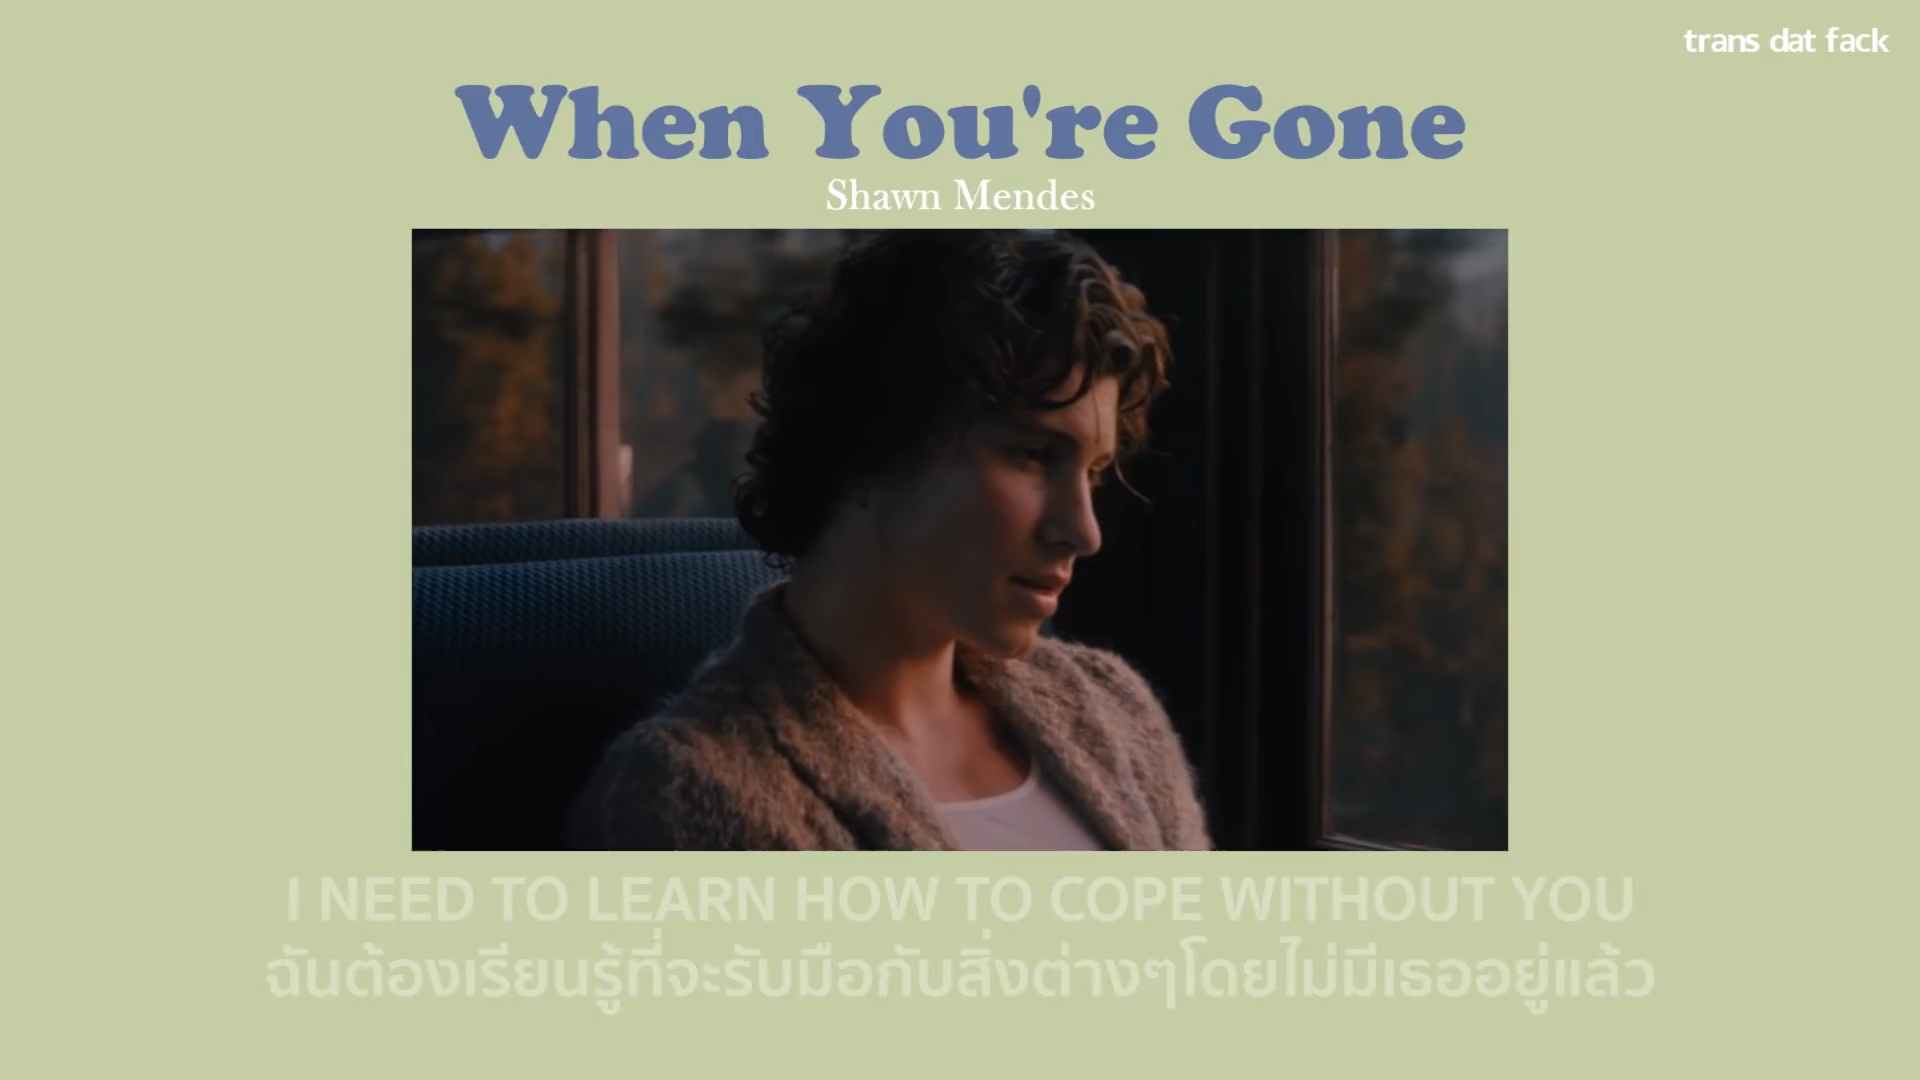 trans dat fack
When You're Gone
Shawn Mendes
I NEED TO LEARN HOW TO COPE WITHOUT YOU
ฉันต้องเรียนรู้ที่จะรับมือกับสิ่งต่างๆโดยไม่มีเธออยู่แล้ว